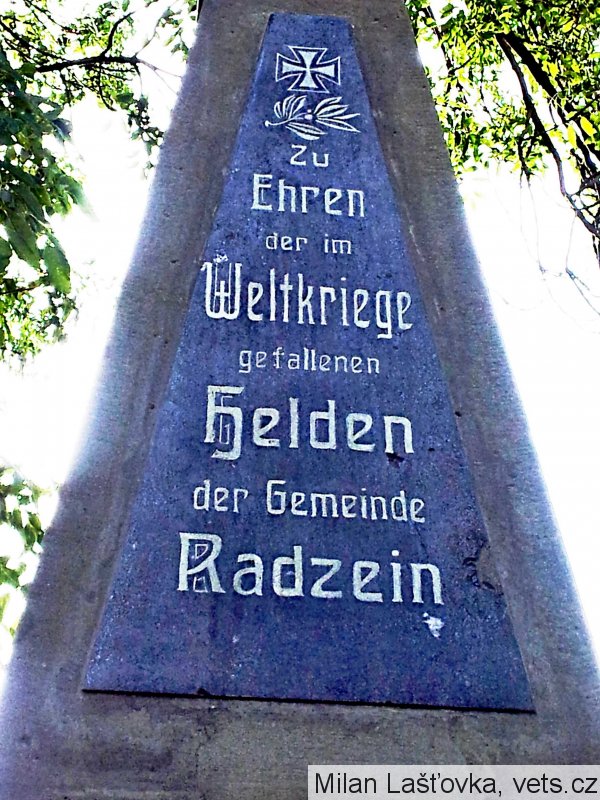 Zu
Ehren
der im
Weltkriege
gefallenen
Helden
der Gemeinde
Radzein
Milan Lašťovka, vets.cz